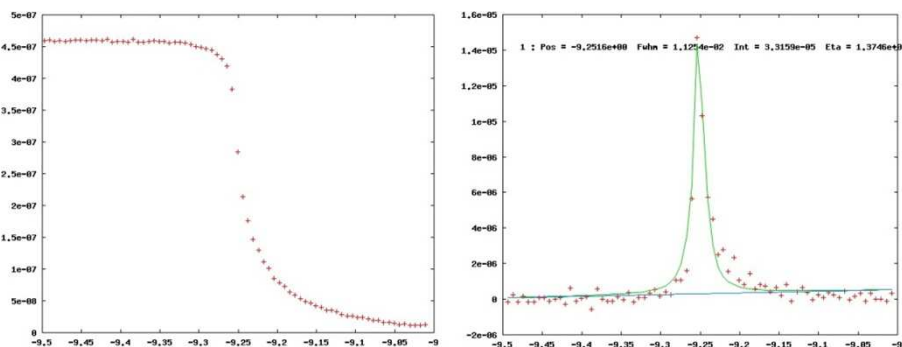 5e-07
4.5e-07
4e-07
3.5e-07
3e-07
2.5e-07
2e-07
1.5e-07
1e-07
5e-08
0
-9.5 -9.45 -9.4 -9.35 -9.3 -9.25 -9.2 -9.15 -9.1 -9.05 -9
1.6e-05
1.4e-05
1 : Pos = -9.2516e+00 Fwhm = 1.1254e-02 Int = 3.3159e-05 Eta = 1.3746e+0
1.2e-05
1e-05
8e-06
6e-06
4e-06
2e-06
0
-2e-06
-9.5 -9.45 -9.4 -9.35 -9.3 -9.25 -9.2 -9.15 -9.1 -9.05 -9